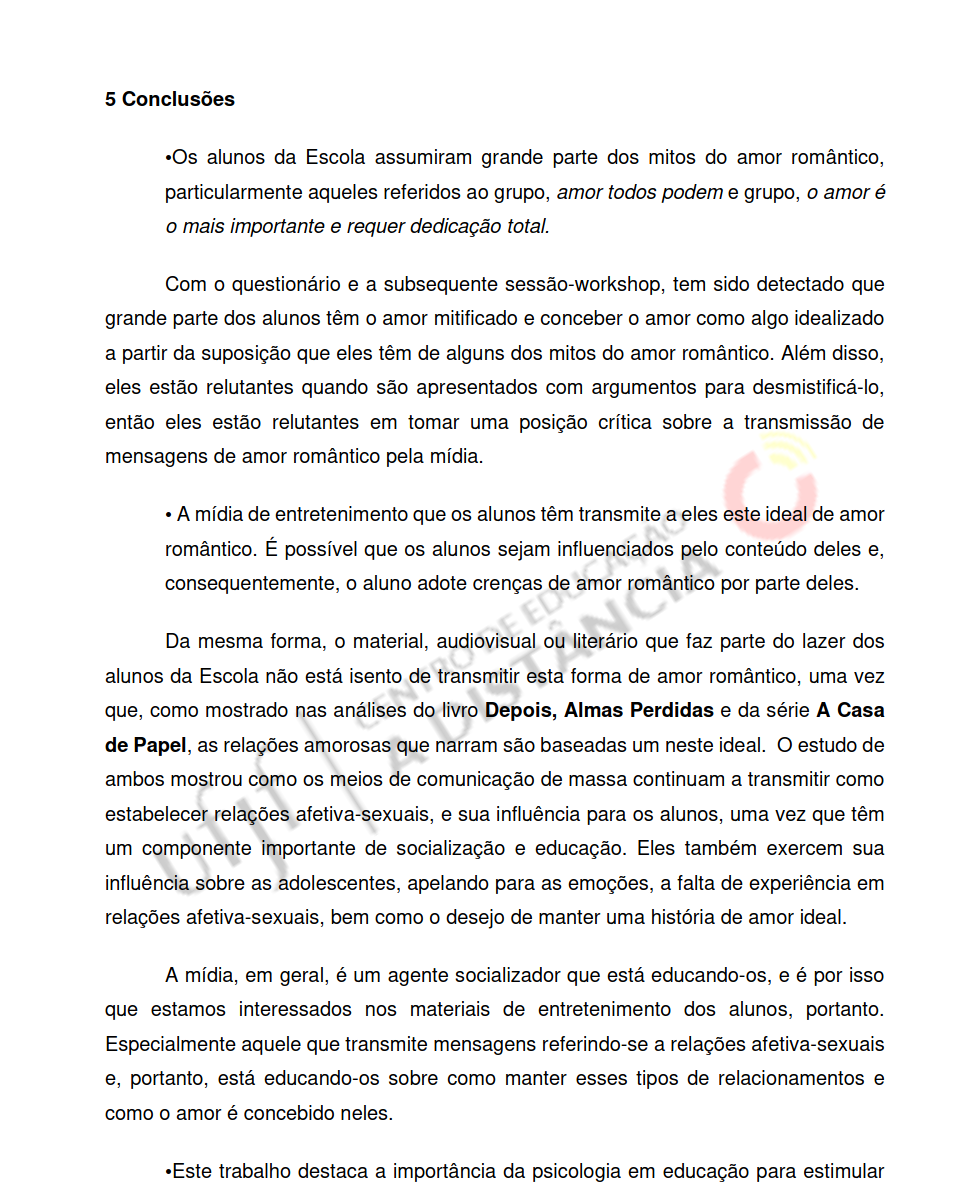 5 Conclusões
•Os alunos da Escola assumiram grande parte dos mitos do amor romântico,
particularmente aqueles referidos ao grupo, amor todos podem e grupo, o amor é
o mais importante e requer dedicação total.
Com o questionário e a subsequente sessão-workshop, tem sido detectado que
grande parte dos alunos têm o amor mitificado e conceber o amor como algo idealizado
a partir da suposição que eles têm de alguns dos mitos do amor romântico. Além disso,
eles estão relutantes quando são apresentados com argumentos para desmistificá-lo,
então eles estão relutantes em tomar uma posição crítica sobre a transmissão de
mensagens de amor romântico pela mídia.
• A mídia de entretenimento que os alunos têm transmite a eles este ideal de amor
romântico. É possível que os alunos sejam influenciados pelo conteúdo deles e,
consequentemente, o aluno adote crenças de amor romântico por parte deles.
Da mesma forma, o material, audiovisual ou literário que faz parte do lazer dos
alunos da Escola não está isento de transmitir esta forma de amor romântico, uma vez
que, como mostrado nas análises do livro Depois, Almas Perdidas e da série A Casa
de Papel, as relações amorosas que narram são baseadas um neste ideal. O estudo de
ambos mostrou como os meios de comunicação de massa continuam a transmitir como
estabelecer relações afetiva-sexuais, e sua influência para os alunos, uma vez que têm
um componente importante de socialização e educação. Eles também exercem sua
influência sobre as adolescentes, apelando para as emoções, a falta de experiência em
relações afetiva-sexuais, bem como o desejo de manter uma história de amor ideal.
A mídia, em geral, é um agente socializador que está educando-os, e é por isso
que estamos interessados nos materiais de entretenimento dos alunos, portanto.
Especialmente aquele que transmite mensagens referindo-se a relações afetiva-sexuais
e, portanto, está educando-os sobre como manter esses tipos de relacionamentos e
como o amor é concebido neles.
•Este trabalho destaca a importância da psicologia em educação para estimular
ufjf
CENTRO DE EDUCAÇÃO
A DISTÂNCIA